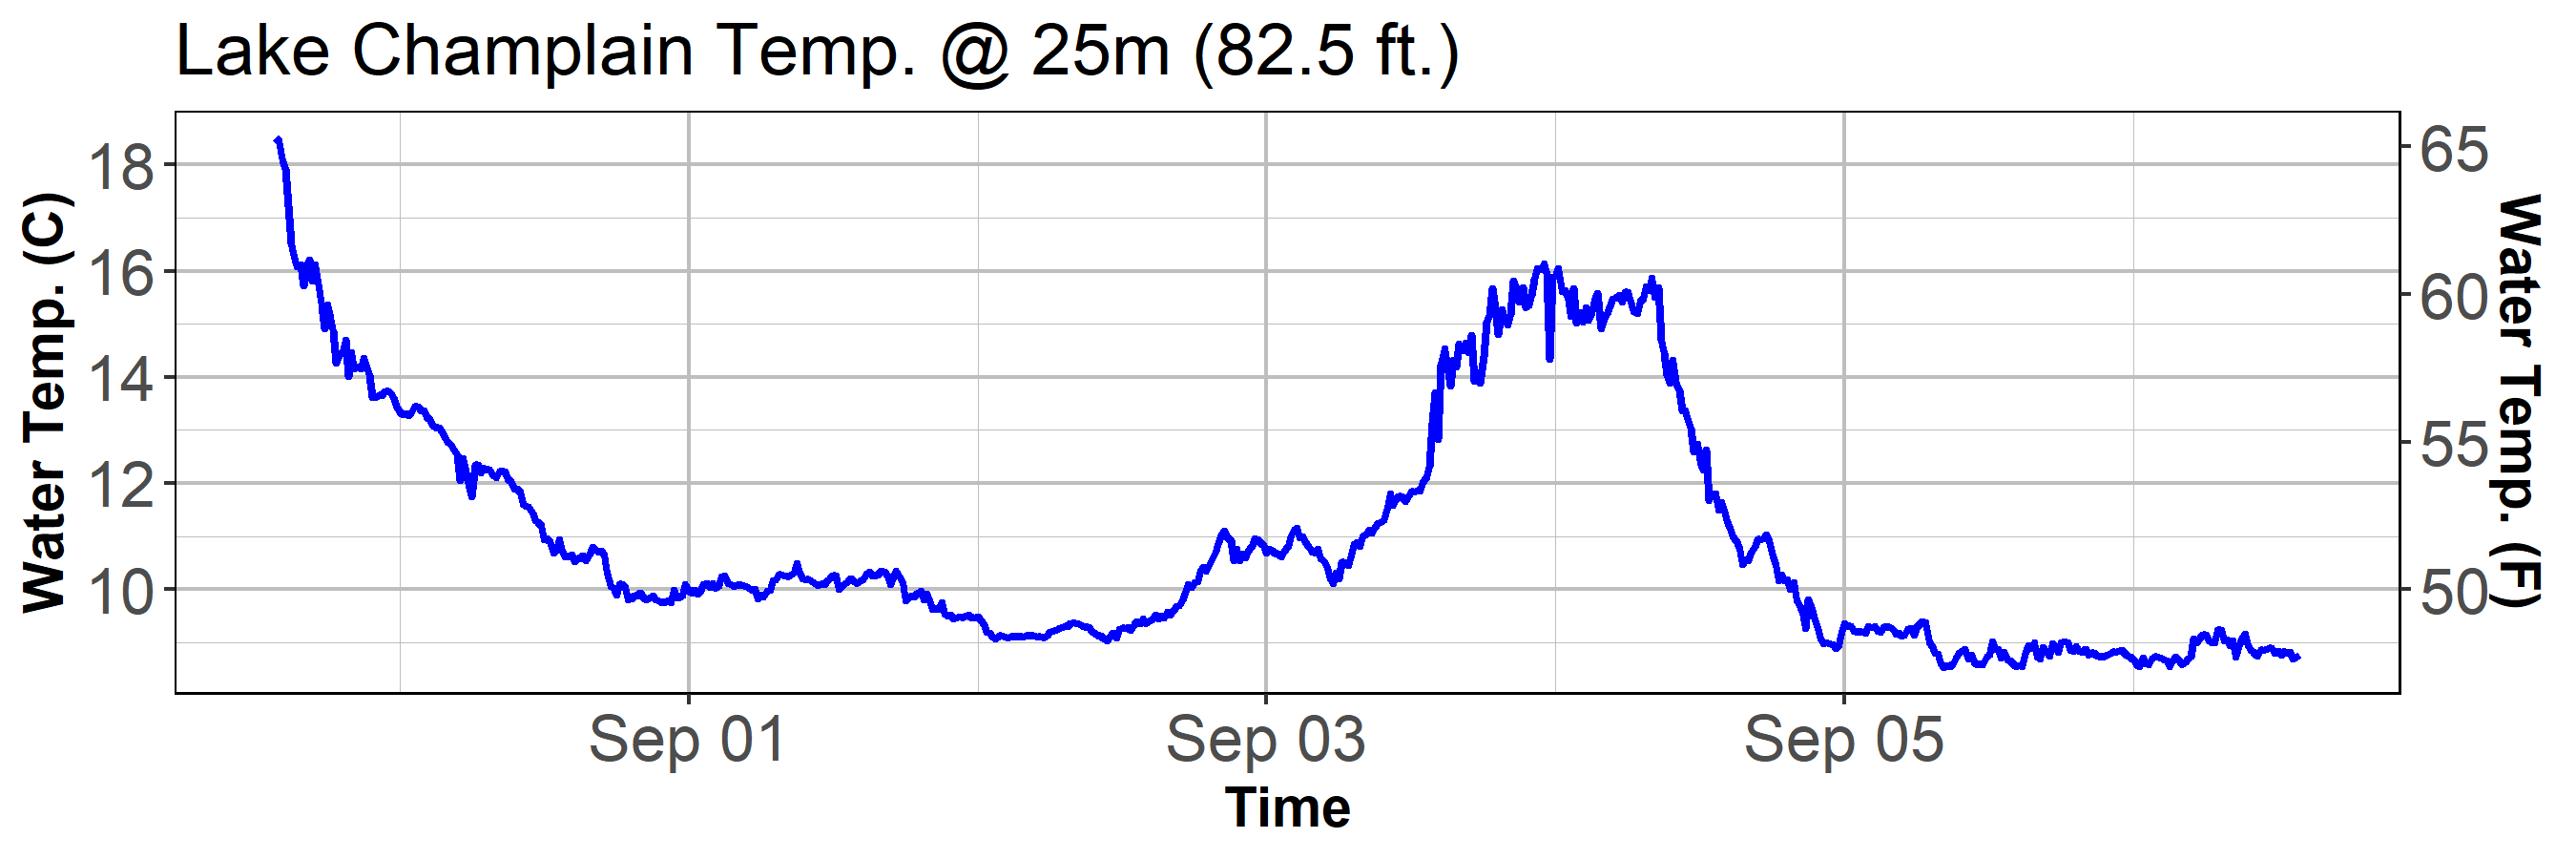 Lake Champlain Temp. @ 25m (82.5 ft.)
Water Temp. (C)
18
16
14
12
10
65
60
55
50
Water Temp. (F)
Sep 01 Sep 03 Sep 05
Time